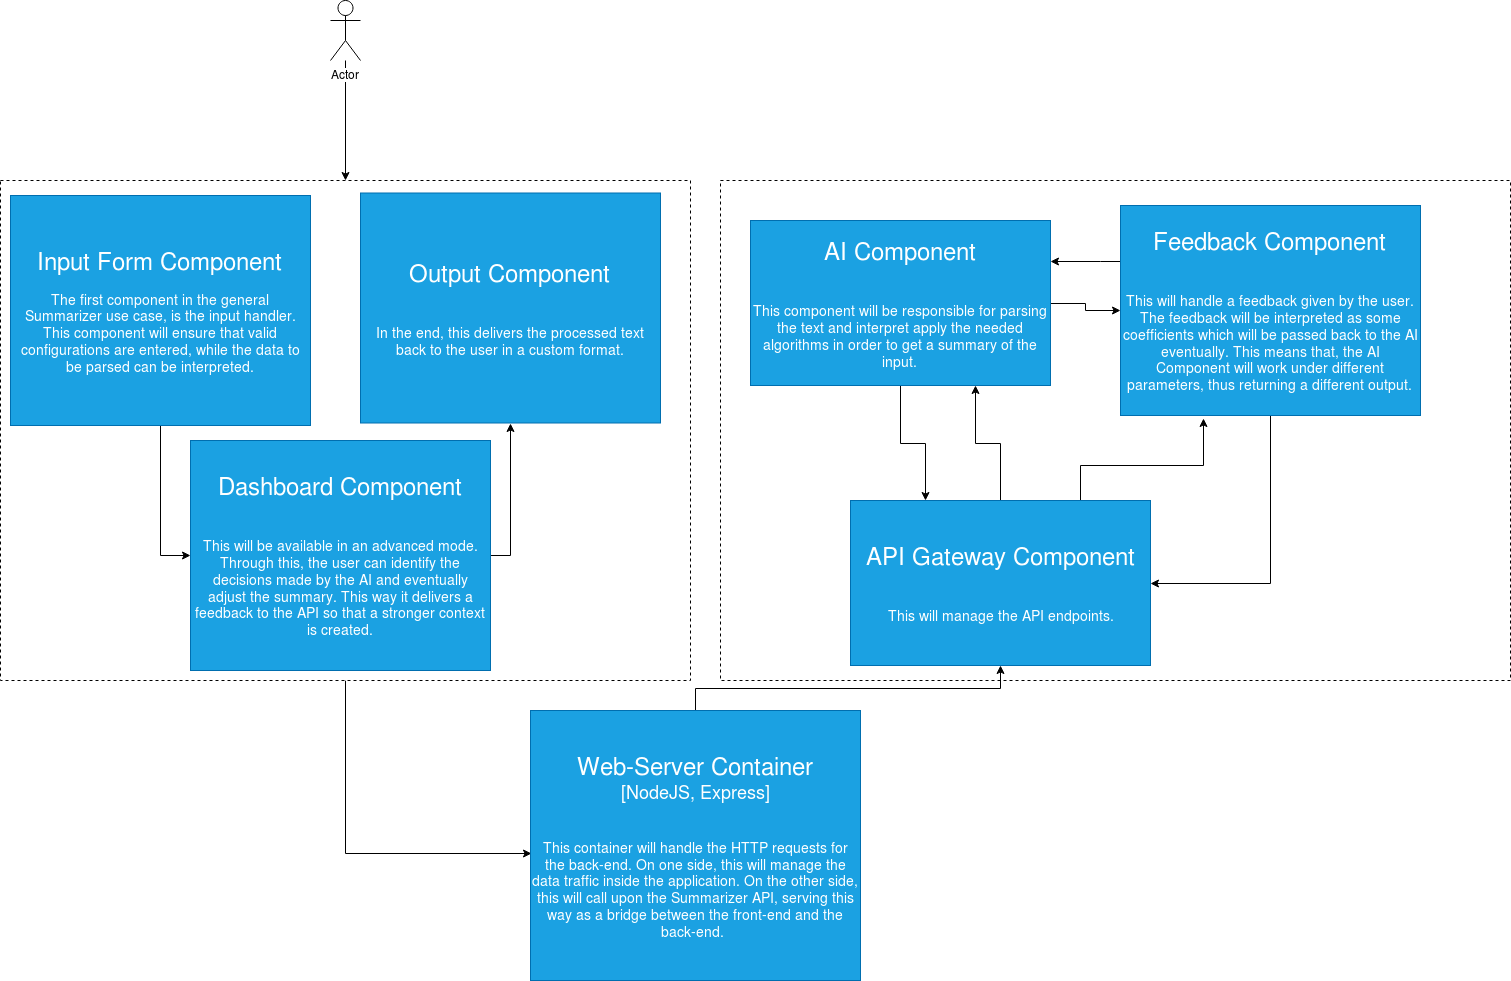 Actor
Input Form Component
The first component in the general
Summarizer use case, is the input handler.
This component will ensure that valid
configurations are entered, while the data to
be parsed can be interpreted.
Output Component
In the end, this delivers the processed text
back to the user in a custom format.
Dashboard Component
This will be available in an advanced mode.
Through this, the user can identify the
decisions made by the AI and eventually
adjust the summary. This way it delivers a
feedback to the API so that a stronger context
is created.
AI Component
This component will be responsible for parsing
the text and interpret apply the needed
algorithms in order to get a summary of the
input.
Feedback Component
This will handle a feedback given by the user.
The feedback will be interpreted as some
coefficients which will be passed back to the AI
eventually. This means that, the AI
Component will work under different
parameters, thus returning a different output.
API Gateway Component
This will manage the API endpoints.
Web-Server Container
[NodeJS, Express]
This container will handle the HTTP requests for
the back-end. On one side, this will manage the
data traffic inside the application. On the other side,
this will call upon the Summarizer API, serving this
way as a bridge between the front-end and the
back-end.